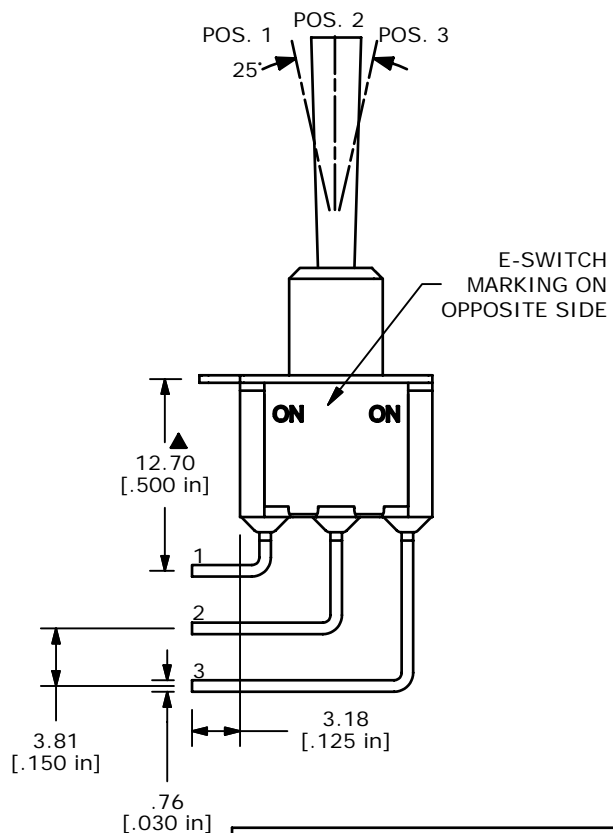 POS. 1
POS. 2
POS. 3
25°
E-SWITCH
MARKING ON
OPPOSITE SIDE
ON
ON
12.70
[.500 in]
1
2
3
3.18
[.125 in]
3.81
[.150 in]
.76
[.030 in]